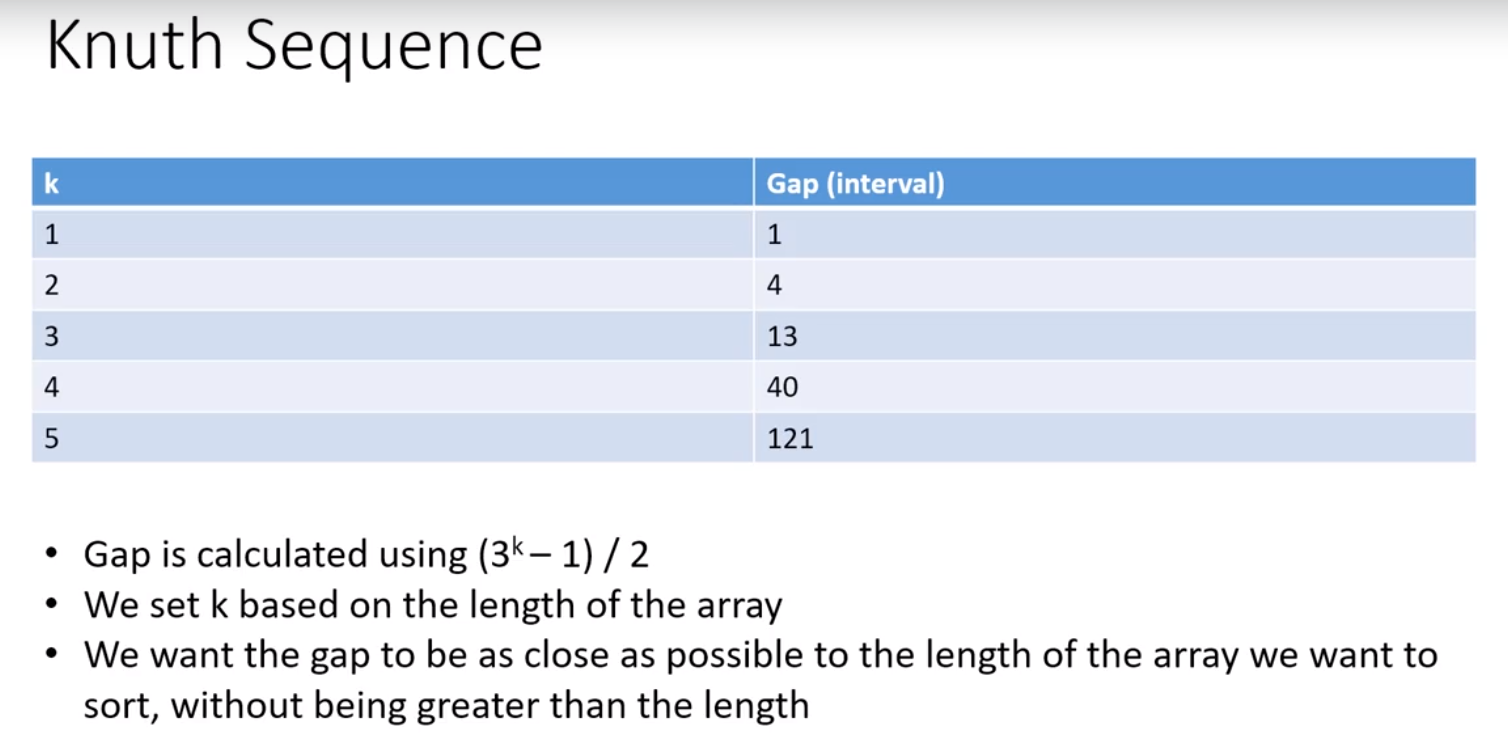 Knuth Sequence
k Gap (interval)
1 1
2 4
3 13
4 40
5 121
• Gap is calculated using (3ᵏ – 1) / 2
• We set k based on the length of the array
• We want the gap to be as close as possible to the length of the array we want to
sort, without being greater than the length